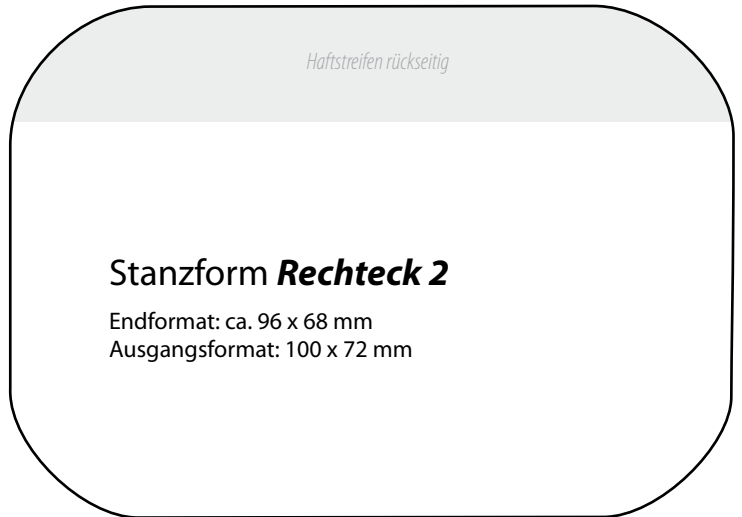 Haftstreifen rückseitig
Stanzform Rechteck 2
Endformat: ca. 96 x 68 mm
Ausgangsformat: 100 x 72 mm